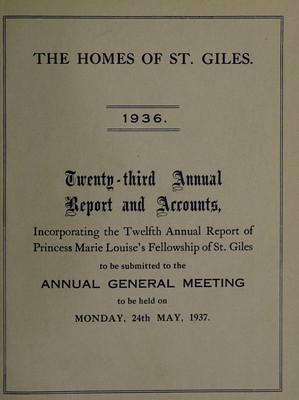 THE HOMES OF ST. GILES.
1936.
Twenty-third Annual
Report and Accounts,
Incorporating the Twelfth Annual Report of
Princess Marie Louise's Fellowship of St. Giles
to be submitted to the
ANNUAL GENERAL MEETING
to be held on
MONDAY, 24th MAY, 1937.